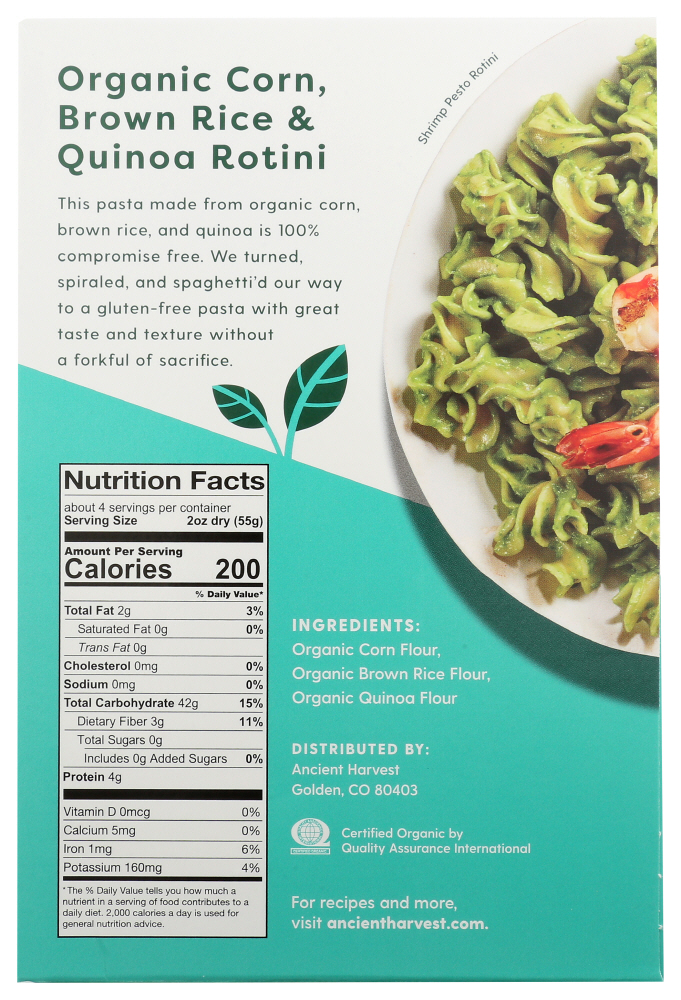 Organic Corn,
Brown Rice &
Quinoa Rotini
This pasta made from organic corn,
brown rice, and quinoa is 100%
compromise free. We turned,
spiraled, and spaghetti'd our way
to a gluten-free pasta with great
taste and texture without
a forkful of sacrifice.
Shrimp Pesto Rotini
Nutrition Facts
about 4 servings per container
Serving Size 2oz dry (55g)
Amount Per Serving
Calories 200
% Daily Value*
Total Fat 2g 3%
Saturated Fat 0g 0%
Trans Fat 0g
Cholesterol 0mg 0%
Sodium 0mg 0%
Total Carbohydrate 42g 15%
Dietary Fiber 3g 11%
Total Sugars 0g
Includes 0g Added Sugars 0%
Protein 4g
Vitamin D 0mcg 0%
Calcium 5mg 0%
Iron 1mg 6%
Potassium 160mg 4%
*The % Daily Value tells you how much a
nutrient in a serving of food contributes to a
daily diet. 2,000 calories a day is used for
general nutrition advice.
INGREDIENTS:
Organic Corn Flour,
Organic Brown Rice Flour,
Organic Quinoa Flour
DISTRIBUTED BY:
Ancient Harvest
Golden, CO 80403
Certified Organic by
Quality Assurance International
For recipes and more,
visit ancientharvest.com.